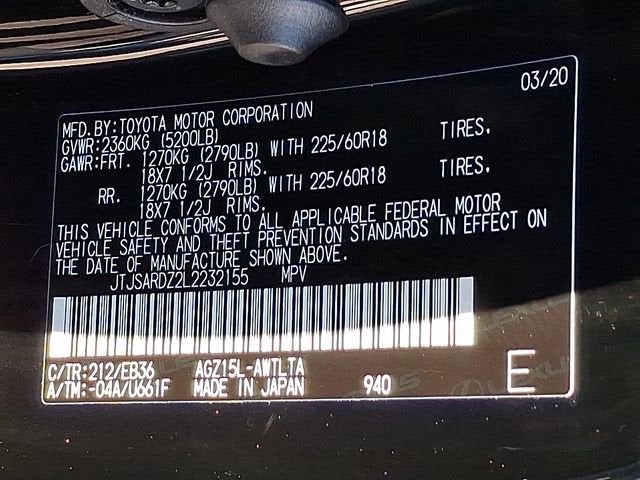 03/20
MFD.BY:TOYOTA MOTOR CORPORATION
GVWR:2360KG (5200LB)
GAWR:FRT. 1270KG (2790LB) WITH 225/60R18 TIRES,
18X7 1/2J RIMS.
RR. 1270KG (2790LB) WITH 225/60R18 TIRES,
18X7 1/2J RIMS.
THIS VEHICLE CONFORMS TO ALL APPLICABLE FEDERAL MOTOR
VEHICLE SAFETY AND THEFT PREVENTION STANDARDS IN EFFECT ON
THE DATE OF MANUFACTURE SHOWN ABOVE.
JTJSARDZ2L2232155 MPV
C/TR:212/EB36 AGZ15L-AWTLTA
A/TM:-04A/U661F MADE IN JAPAN 940 E